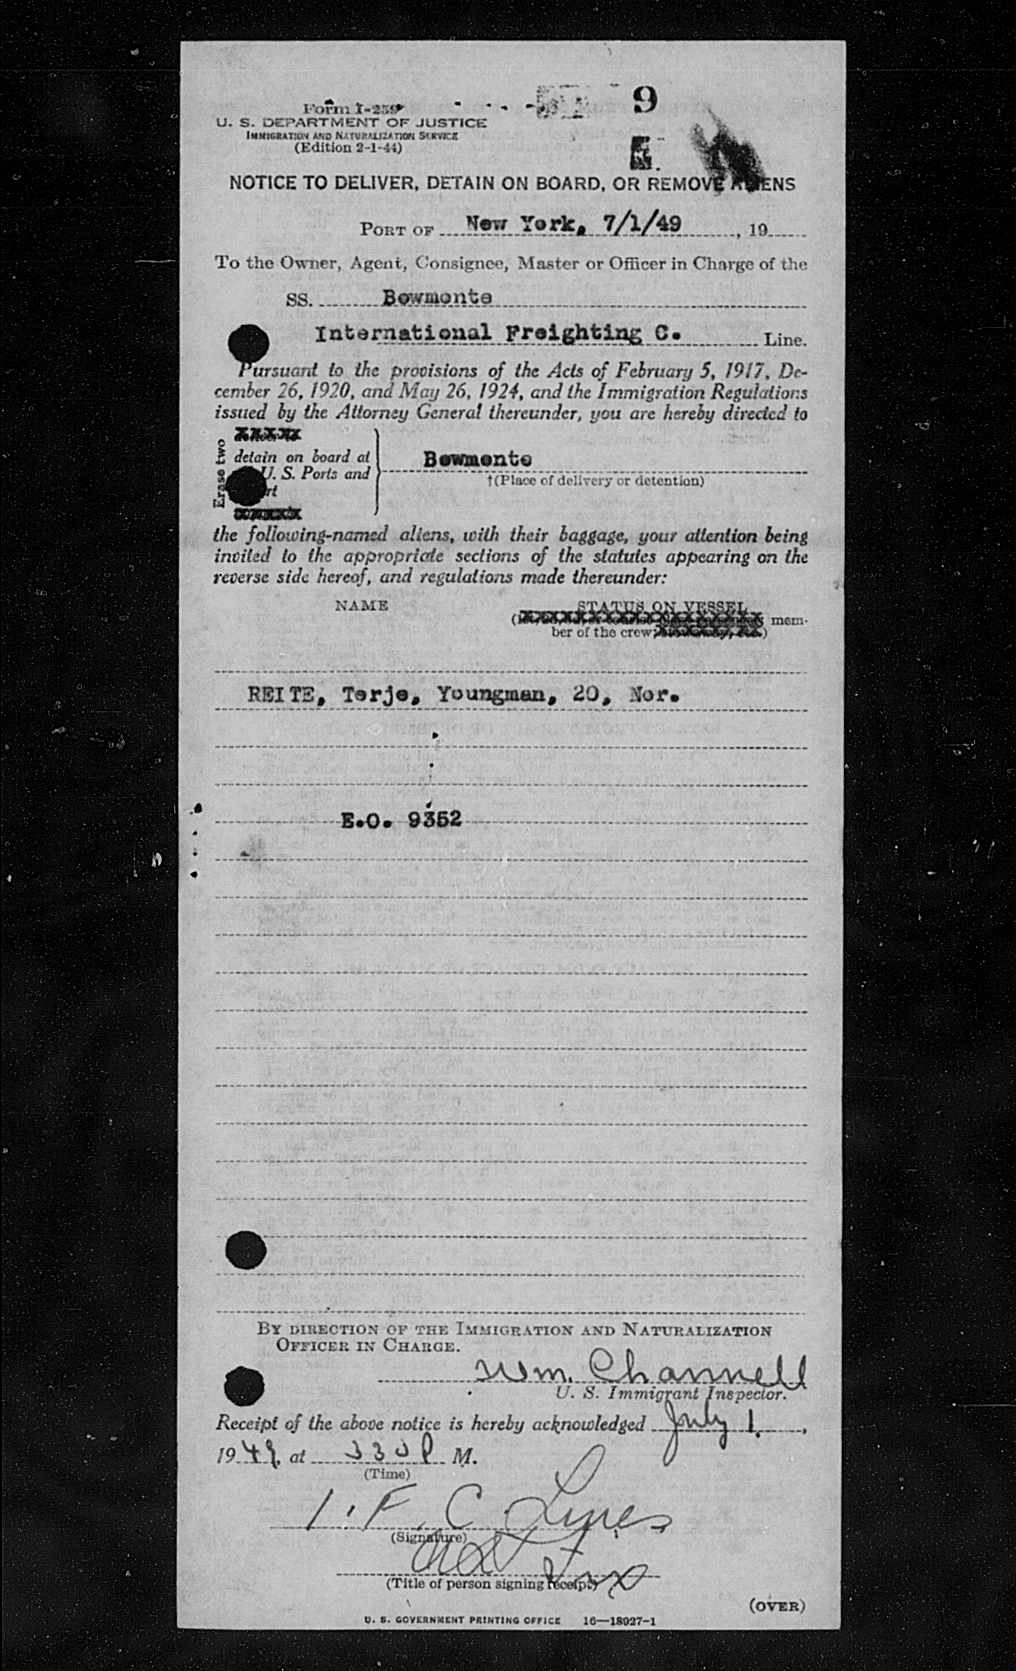 9
Form I-259
U. S. DEPARTMENT OF JUSTICE
IMMIGRATION AND NATURALIZATION SERVICE
(Edition 2-1-44)
NOTICE TO DELIVER, DETAIN ON BOARD, OR REMOVE ALIENS
PORT OF New York, 7/1/49, 19
To the Owner, Agent, Consignee, Master or Officer in Charge of the
SS. Bowmonte
International Freighting C. Line.
Pursuant to the provisions of the Acts of February 5, 1917, De-
cember 26, 1920, and May 26, 1924, and the Immigration Regulations
issued by the Attorney General thereunder, you are hereby directed to
Erase two
detain on board at
U. S. Ports and
Bowmonte
†(Place of delivery or detention)
the following-named aliens, with their baggage, your attention being
invited to the appropriate sections of the statutes appearing on the
reverse side hereof, and regulations made thereunder:
NAME STATUS ON VESSEL
( mem-
ber of the crew; )
REITE, Terje, Youngman, 20, Nor.
E.O. 9352
BY DIRECTION OF THE IMMIGRATION AND NATURALIZATION
OFFICER IN CHARGE.
Wm. Channell
U. S. Immigrant Inspector.
Receipt of the above notice is hereby acknowledged July 1,
1949, at 330 P M.
(Time)
I. F. C. Lines
(Signature)
(Title of person signing receipt)
(OVER)
U. S. GOVERNMENT PRINTING OFFICE 16—18927-1